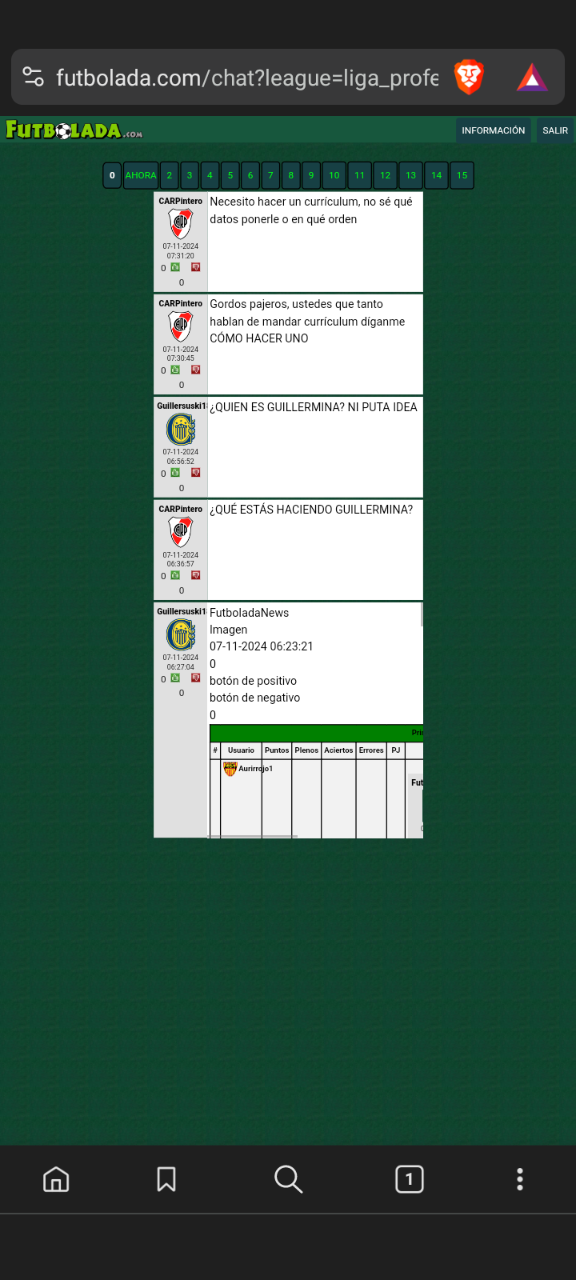 futbolada.com/chat?league=liga_profe
FUTBOLADA.COM
INFORMACIÓN
SALIR
0 AHORA 2 3 4 5 6 7 8 9 10 11 12 13 14 15
CARPintero
07-11-2024
07:31:20
0
0
Necesito hacer un currículum, no sé qué
datos ponerle o en qué orden
CARPintero
07-11-2024
07:30:45
0
0
Gordos pajeros, ustedes que tanto
hablan de mandar currículum díganme
CÓMO HACER UNO
Guillersuski1
07-11-2024
06:56:52
0
0
¿QUIEN ES GUILLERMINA? NI PUTA IDEA
CARPintero
07-11-2024
06:36:57
0
0
¿QUÉ ESTÁS HACIENDO GUILLERMINA?
Guillersuski1
07-11-2024
06:27:04
0
0
FutboladaNews
Imagen
07-11-2024 06:23:21
0
botón de positivo
botón de negativo
0
# Usuario Puntos Plenos Aciertos Errores PJ
Aurirrojo1
Fut
1